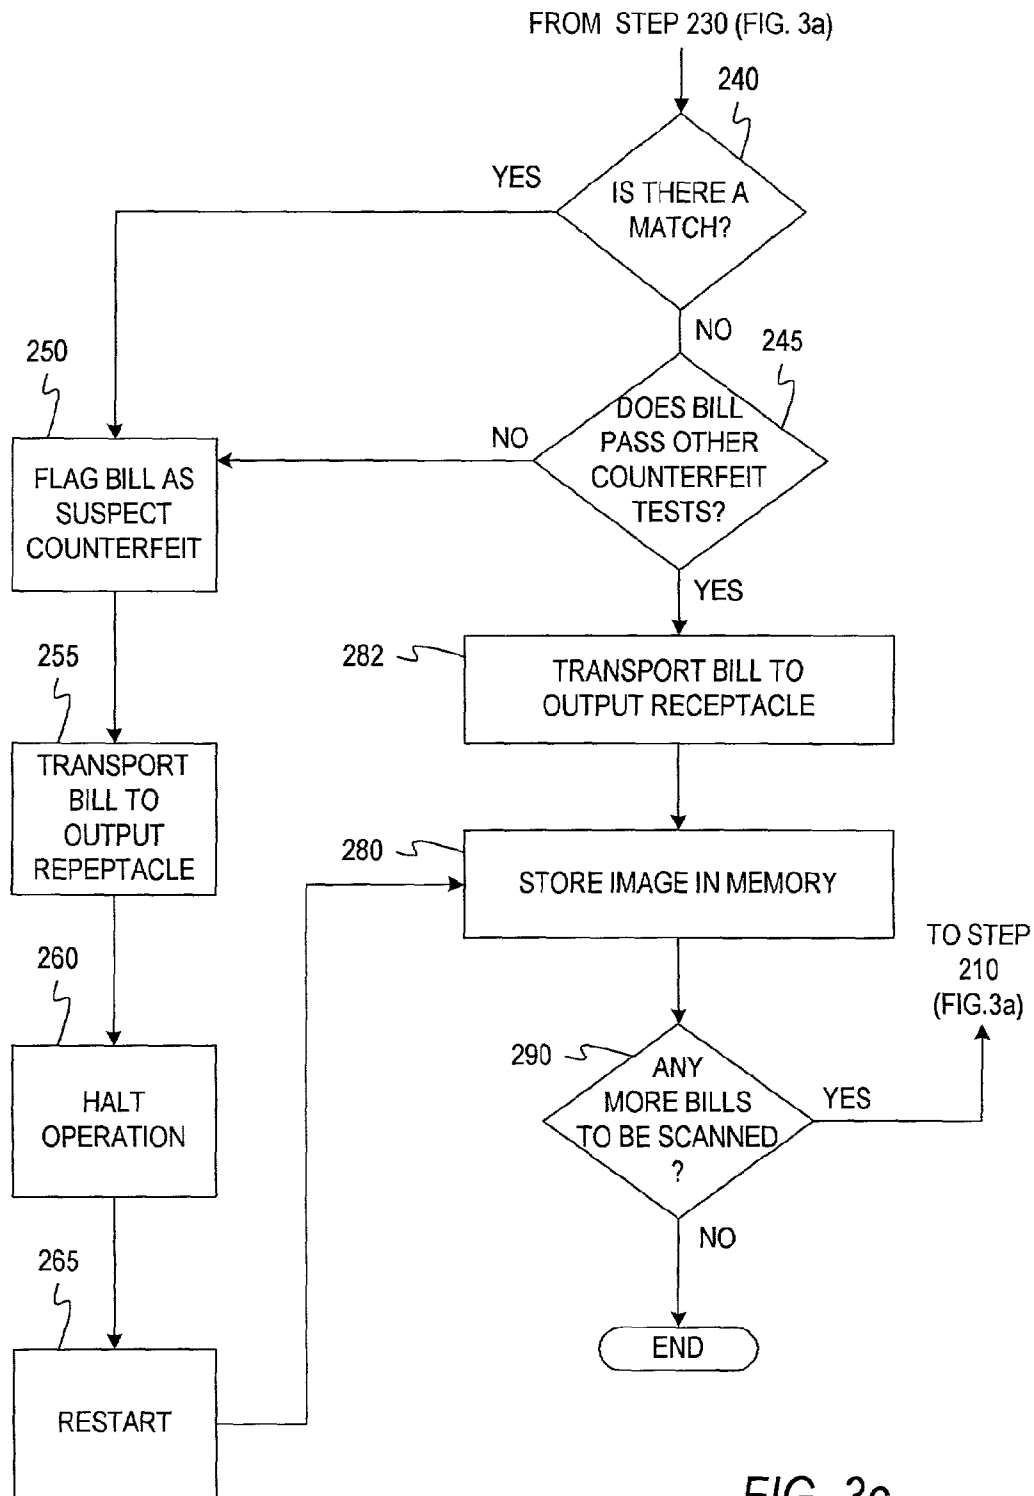 FROM STEP 230 (FIG. 3a)
240
YES
IS THERE A
MATCH?
NO
245
250
NO
DOES BILL
PASS OTHER
COUNTERFEIT
TESTS?
FLAG BILL AS
SUSPECT
COUNTERFEIT
YES
255
282
TRANSPORT BILL TO
OUTPUT RECEPTACLE
TRANSPORT
BILL TO
OUTPUT
REPEPTACLE
280
STORE IMAGE IN MEMORY
TO STEP
210
(FIG.3a)
260
HALT
OPERATION
290
ANY
MORE BILLS
TO BE SCANNED
?
YES
NO
265
RESTART
END
FIG.